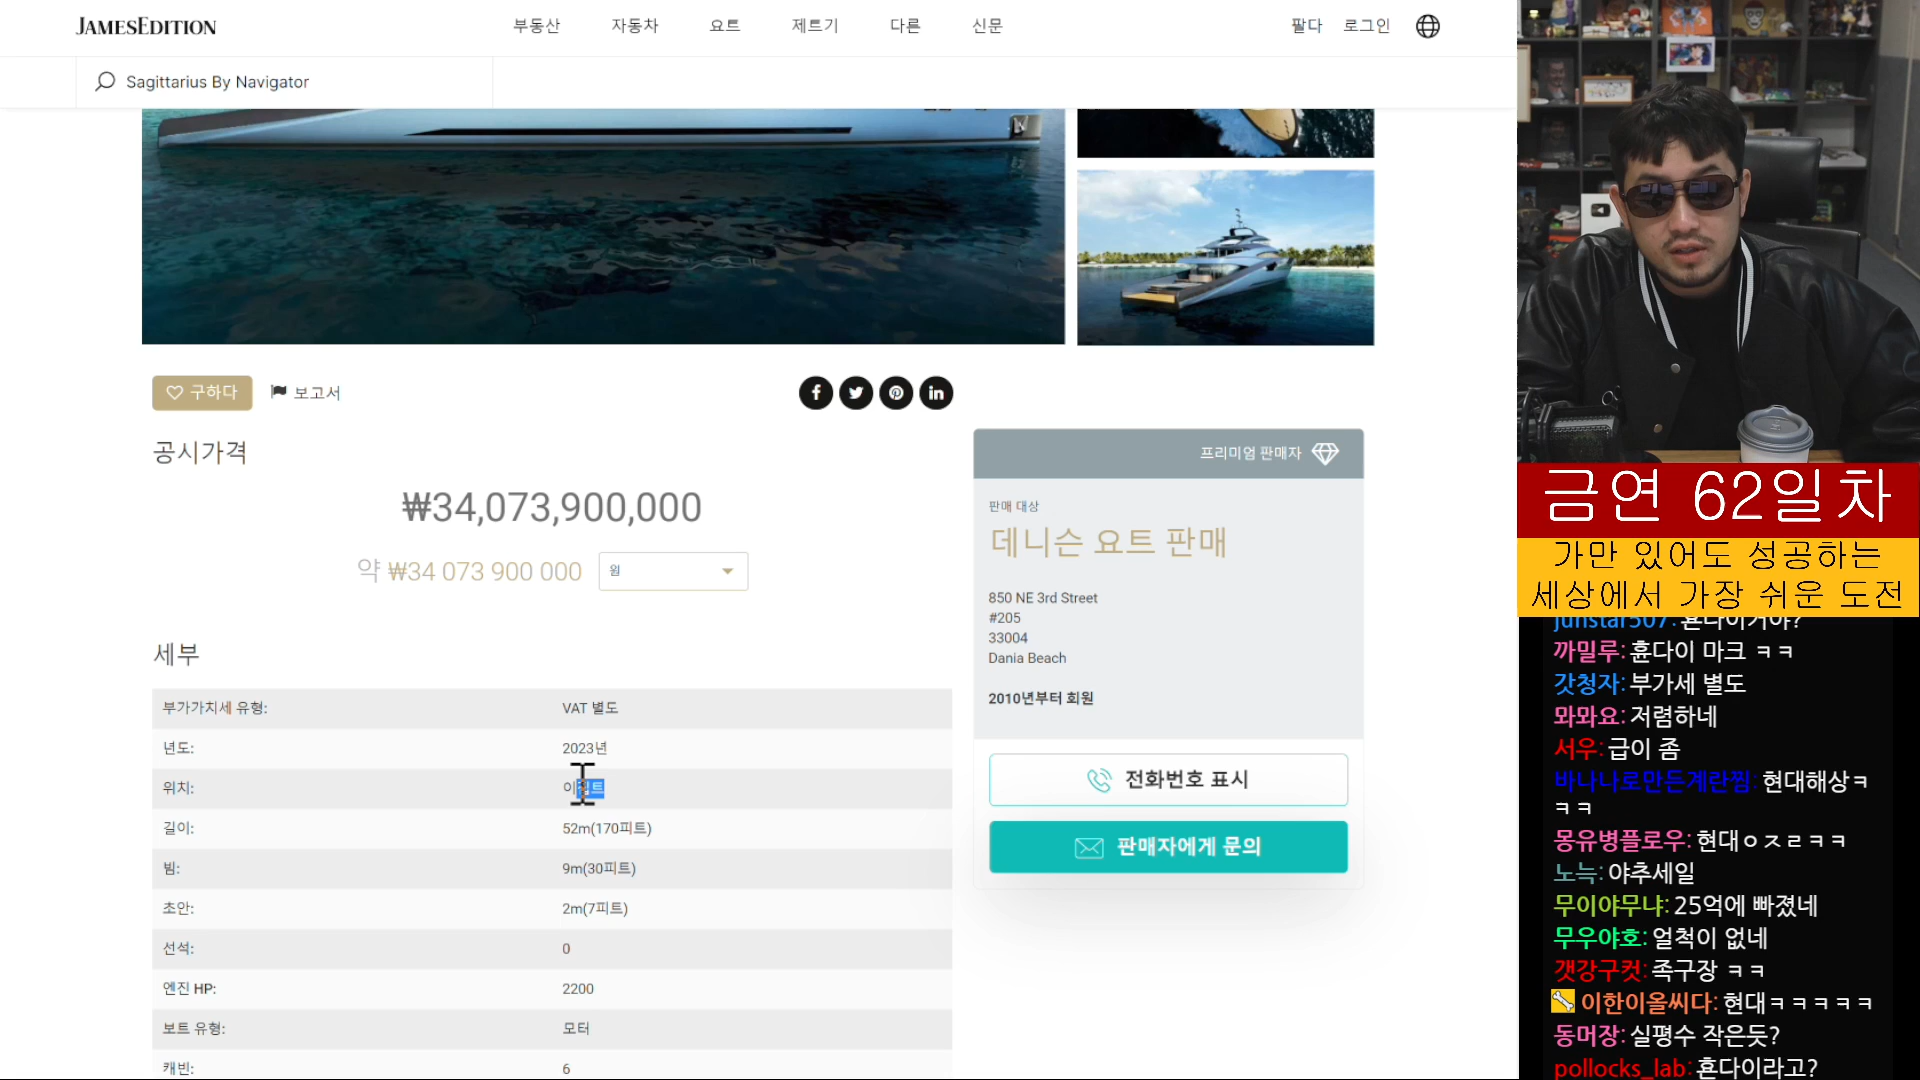 JAMESEDITION
부동산 자동차 요트 제트기 다른 신문 팔다 로그인
Sagittarius By Navigator
구하다 보고서
공시가격
₩34,073,900,000
약 ₩34 073 900 000 원
세부
부가가치세 유형: VAT 별도
년도: 2023년
위치: 이집트
길이: 52m(170피트)
빔: 9m(30피트)
초안: 2m(7피트)
선석: 0
엔진 HP: 2200
보트 유형: 모터
캐빈: 6
프리미엄 판매자
판매 대상
데니슨 요트 판매
850 NE 3rd Street
#205
33004
Dania Beach
2010년부터 회원
전화번호 표시
판매자에게 문의
금연 62일차
가만 있어도 성공하는
세상에서 가장 쉬운 도전
junstar507: 횬다이거야?
까밀루: 휸다이 마크 ㅋㅋ
갓청자: 부가세 별도
뫄뫄요: 저렴하네
서우: 급이 좀
바나나로만든계란찜: 현대해상ㅋ
ㅋㅋ
몽유병플로우: 현대ㅇㅈㄹㅋㅋ
노늑: 야추세일
무이야무냐: 25억에 빠졌네
무우야호: 얼척이 없네
갯강구컷: 족구장 ㅋㅋ
이한이올씨다: 현대ㅋㅋㅋㅋㅋ
동머장: 실평수 작은듯?
pollocks_lab: 횬다이라고?